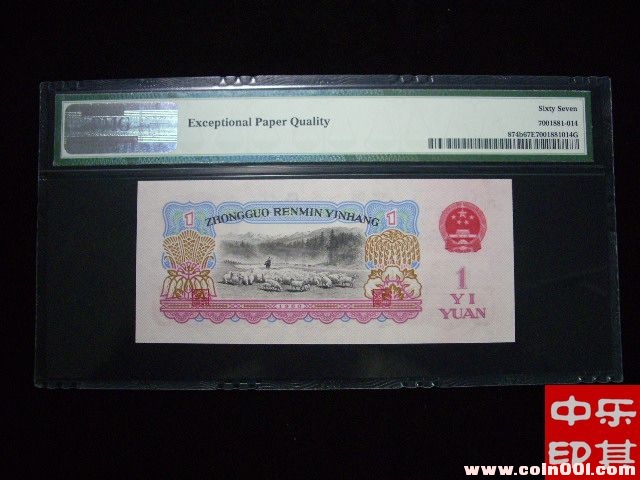 Exceptional Paper Quality
Sixty Seven
7001881-014
874b67E7001881014G
1 ZHONGGUO RENMIN YINHANG 1
1960
1
YI
YUAN
中乐
印其
www.coin001.com